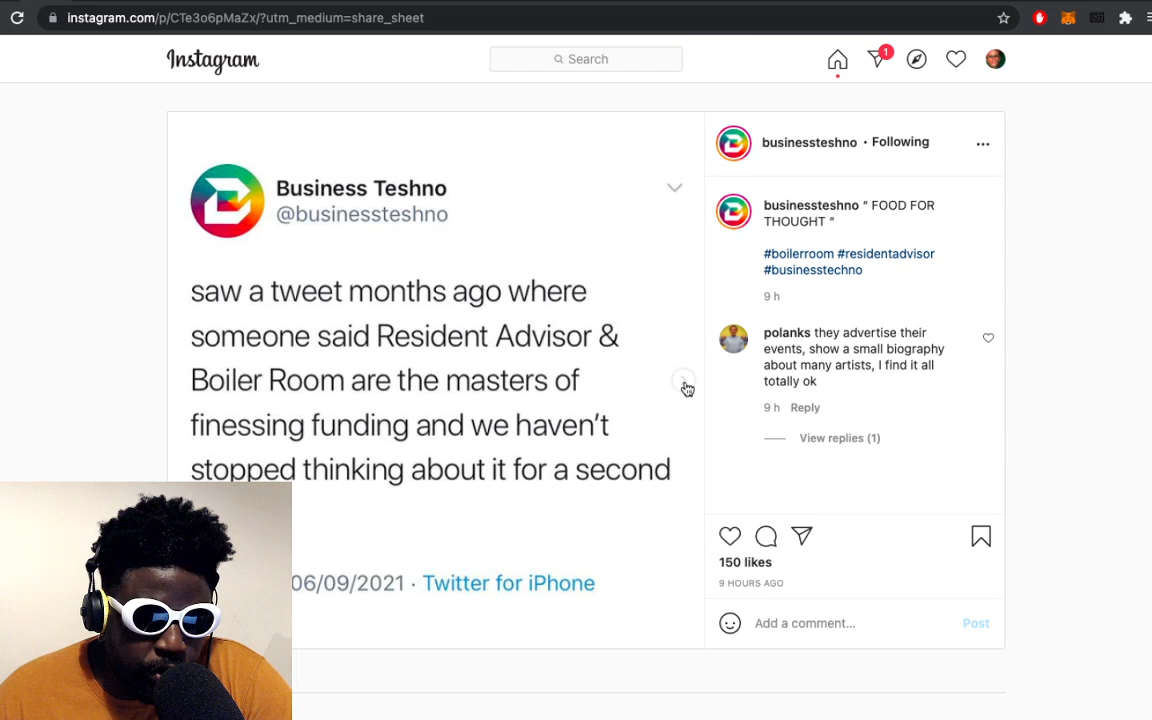 instagram.com/p/CTe3o6pMaZx/?utm_medium=share_sheet
Instagram
Search
1
Business Teshno
@businessteshno
saw a tweet months ago where
someone said Resident Advisor &
Boiler Room are the masters of
finessing funding and we haven't
stopped thinking about it for a second
06/09/2021 · Twitter for iPhone
businessteshno • Following
businessteshno “ FOOD FOR
THOUGHT “
#boilerroom #residentadvisor
#businesstechno
9 h
polanks they advertise their
events, show a small biography
about many artists, I find it all
totally ok
9 h Reply
View replies (1)
150 likes
9 HOURS AGO
Add a comment...
Post